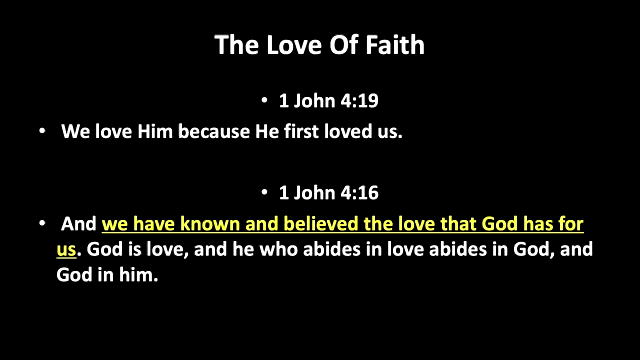 The Love Of Faith
• 1 John 4:19
• We love Him because He first loved us.
• 1 John 4:16
• And we have known and believed the love that God has for
us. God is love, and he who abides in love abides in God, and
God in him.